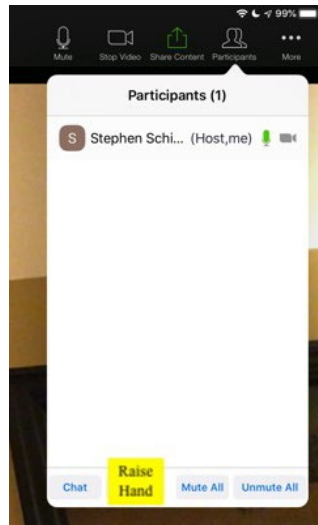 99%
Mute Stop Video Share Content Participants More
Participants (1)
S Stephen Schi... (Host,me)
Raise
Chat Hand Mute All Unmute All